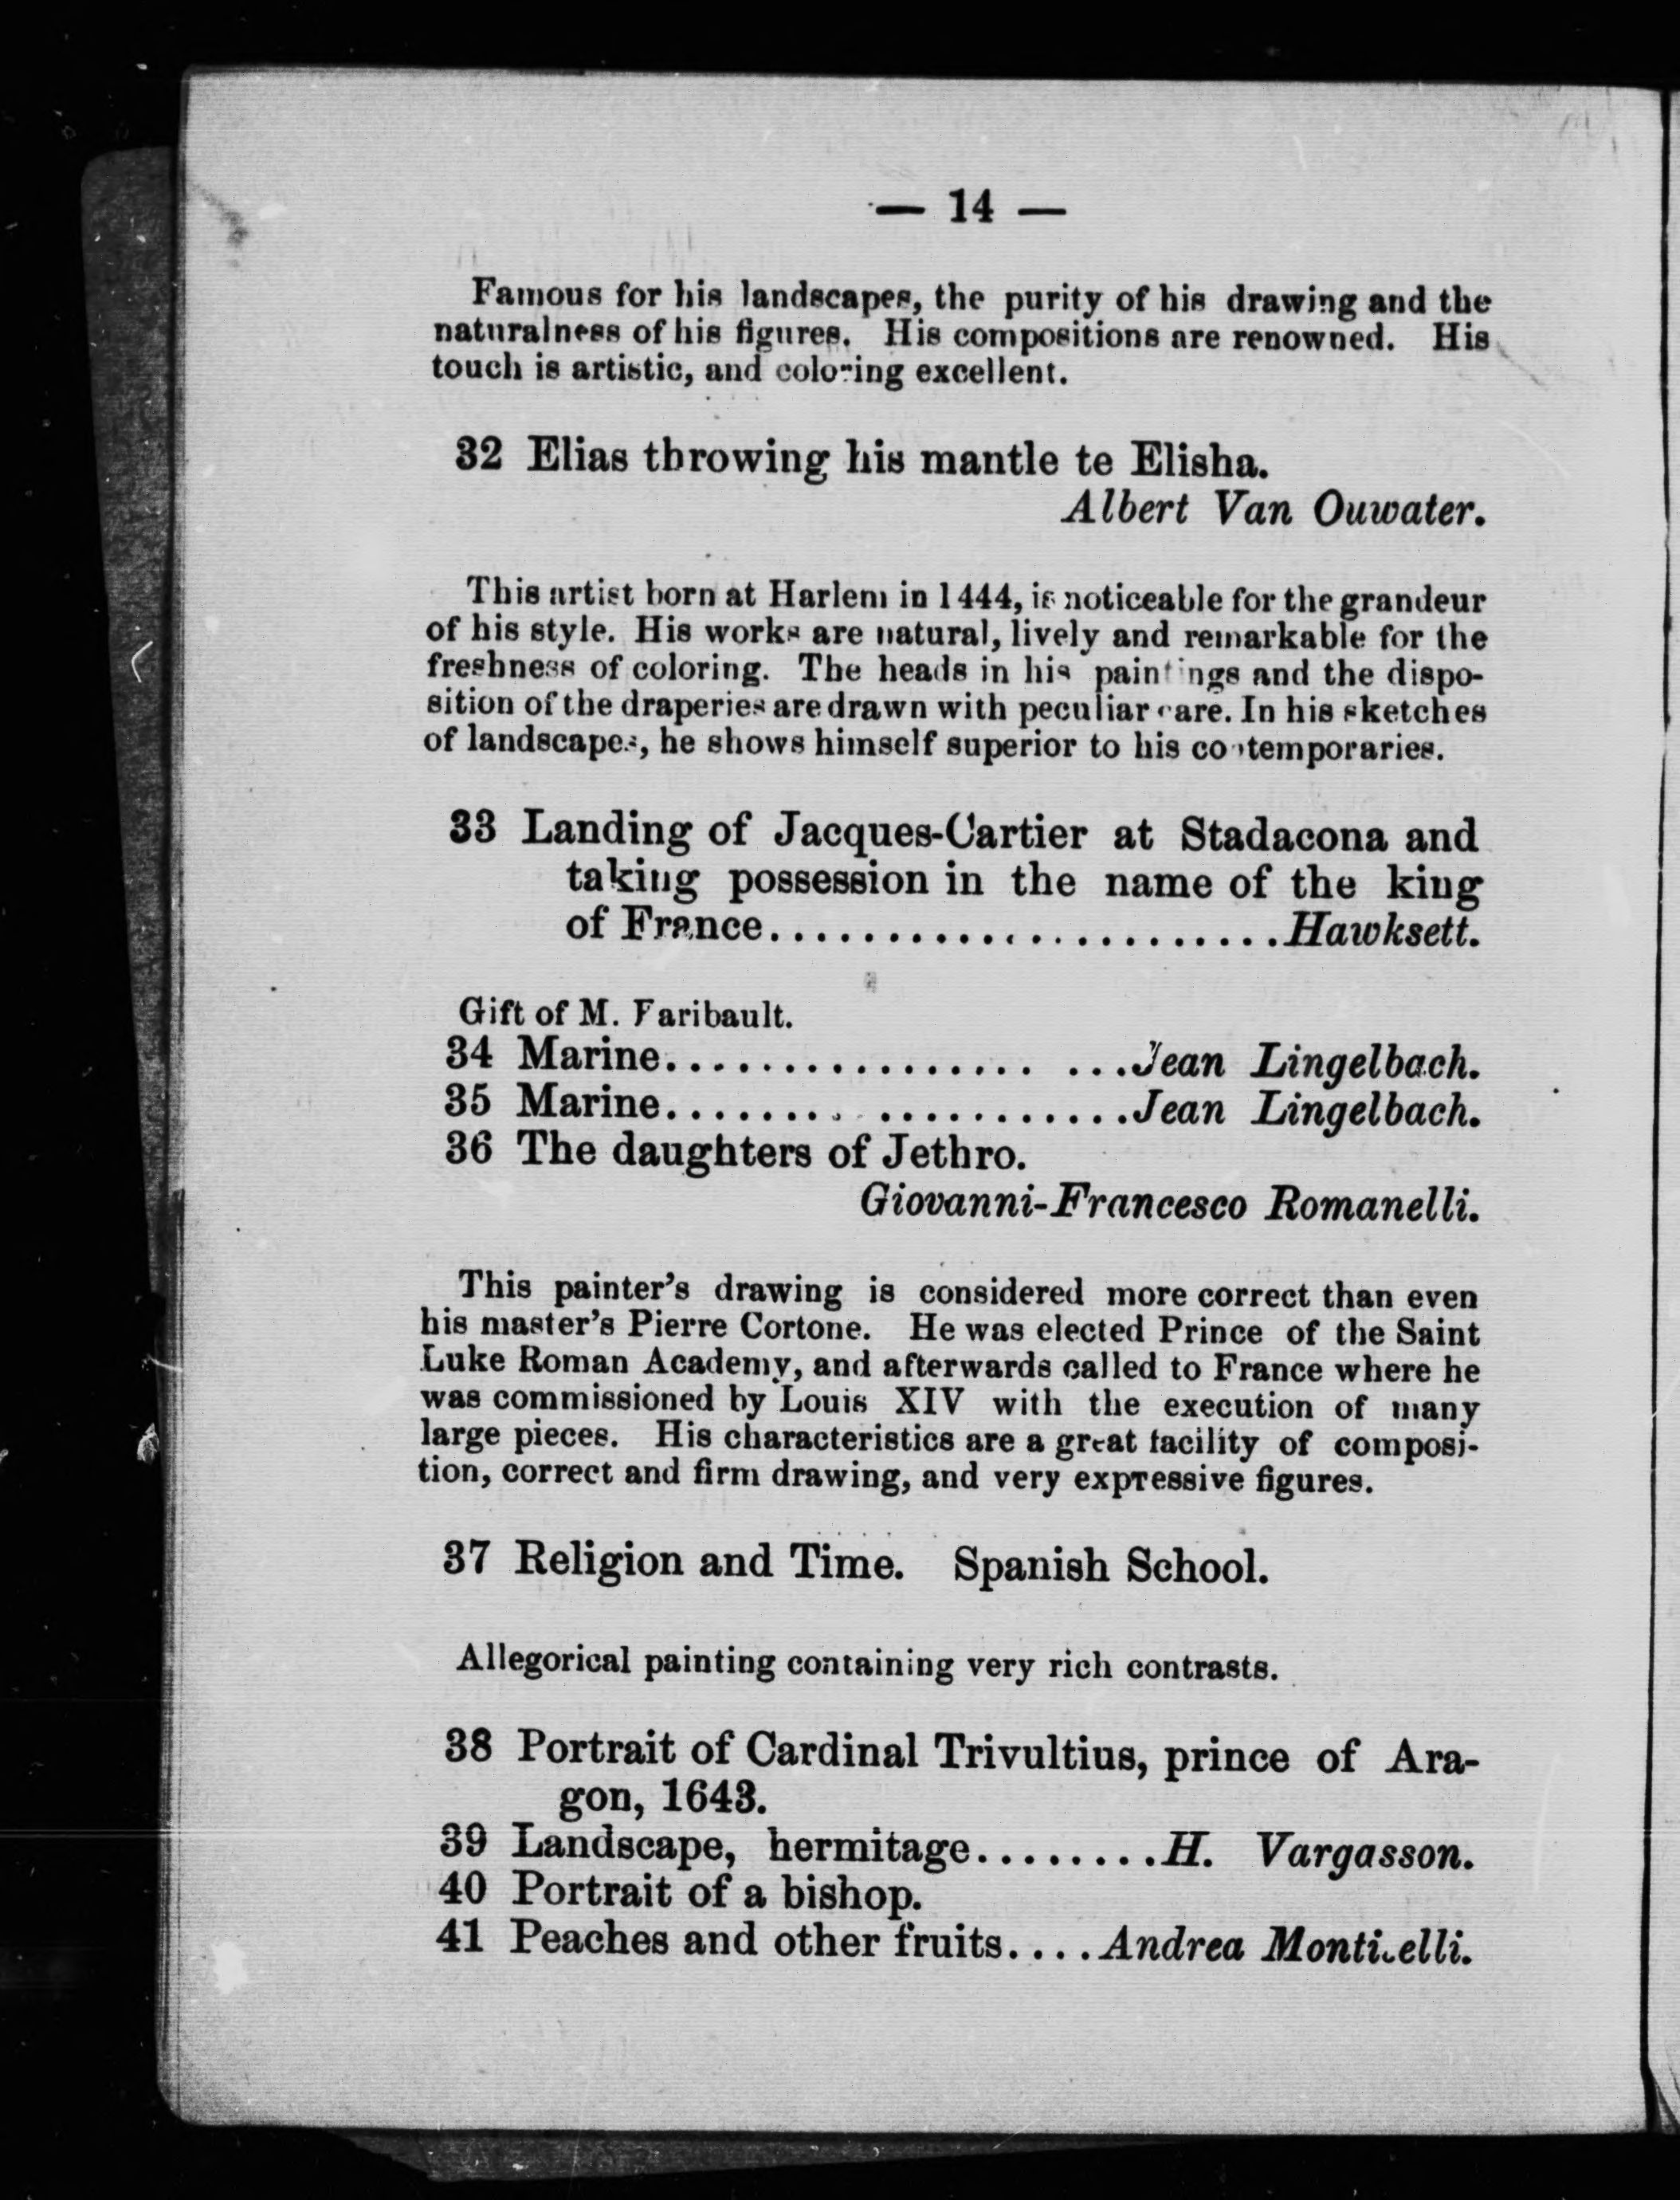 — 14 —
Famous for his landscapes, the purity of his drawing and the
naturalness of his figures. His compositions are renowned. His
touch is artistic, and coloring excellent.
32 Elias throwing his mantle te Elisha.
Albert Van Ouwater.
This artist born at Harlem in 1444, is noticeable for the grandeur
of his style. His works are natural, lively and remarkable for the
freshness of coloring. The heads in his paintings and the dispo-
sition of the draperies are drawn with peculiar care. In his sketches
of landscapes, he shows himself superior to his contemporaries.
33 Landing of Jacques-Cartier at Stadacona and
taking possession in the name of the king
of France........................Hawksett.
Gift of M. Faribault.
34 Marine...................Jean Lingelbach.
35 Marine...................Jean Lingelbach.
36 The daughters of Jethro.
Giovanni-Francesco Romanelli.
This painter's drawing is considered more correct than even
his master's Pierre Cortone. He was elected Prince of the Saint
Luke Roman Academy, and afterwards called to France where he
was commissioned by Louis XIV with the execution of many
large pieces. His characteristics are a great facility of composi-
tion, correct and firm drawing, and very expressive figures.
37 Religion and Time. Spanish School.
Allegorical painting containing very rich contrasts.
38 Portrait of Cardinal Trivultius, prince of Ara-
gon, 1643.
39 Landscape, hermitage........H. Vargasson.
40 Portrait of a bishop.
41 Peaches and other fruits....Andrea Monticelli.